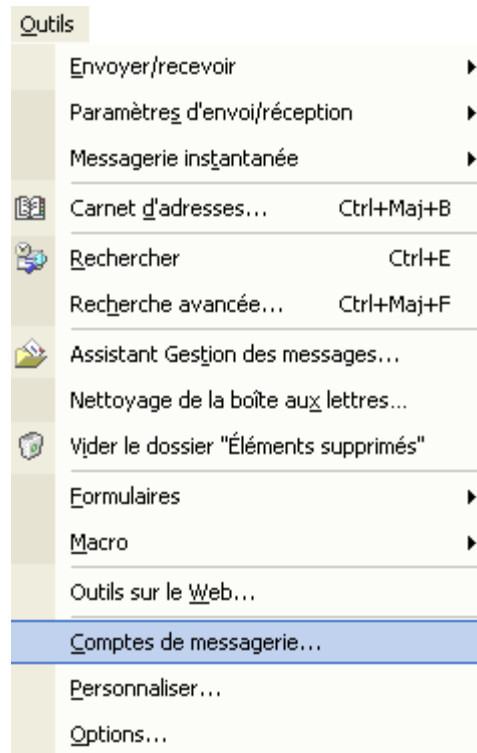 Outils
Envoyer/recevoir
Paramètres d'envoi/réception
Messagerie instantanée
Carnet d'adresses... Ctrl+Maj+B
Rechercher Ctrl+E
Recherche avancée... Ctrl+Maj+F
Assistant Gestion des messages...
Nettoyage de la boîte aux lettres...
Vider le dossier "Éléments supprimés"
Formulaires
Macro
Outils sur le Web...
Comptes de messagerie...
Personnaliser...
Options...